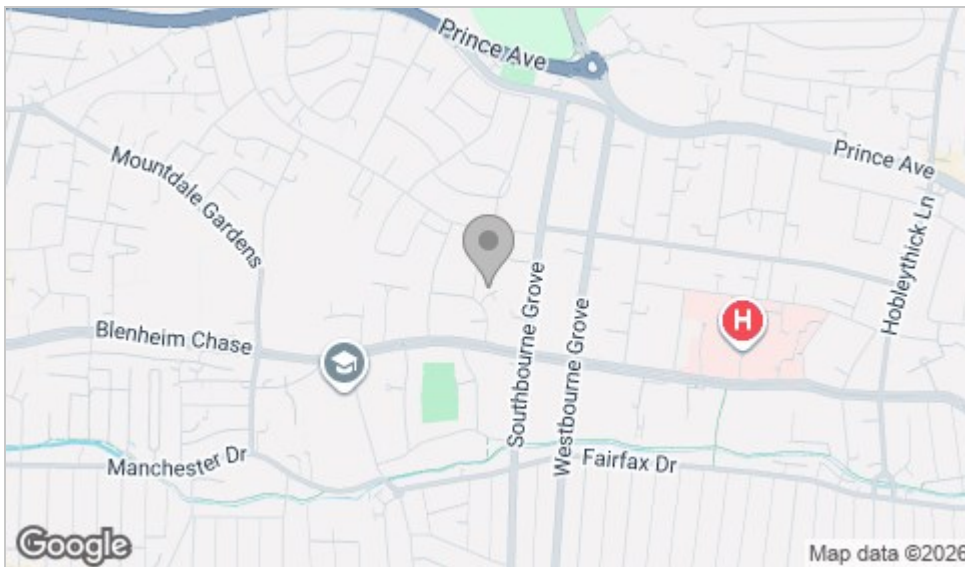 Prince Ave
Prince Ave
Mountdale Gardens
Hobleythick Ln
Southbourne Grove
Westbourne Grove
H
Blenheim Chase
Manchester Dr
Fairfax Dr
Google
Map data ©2026